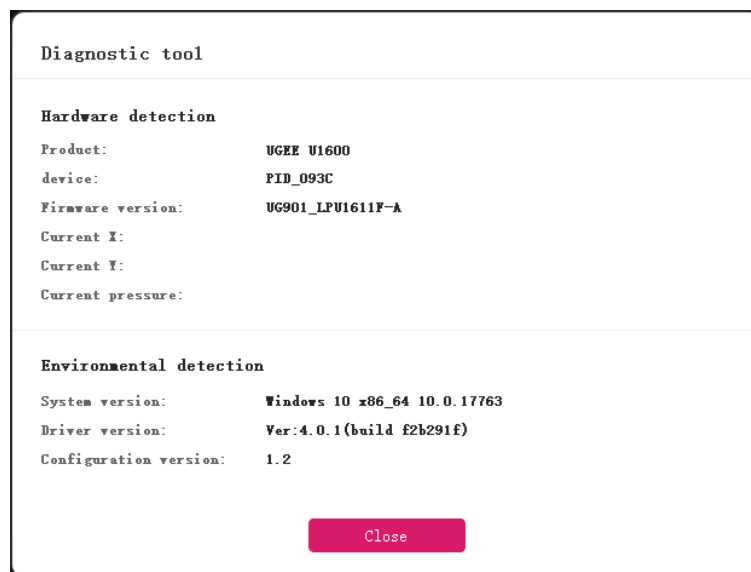 Diagnostic tool
Hardware detection
Product: UGEE U1600
device: PID_093C
Firmware version: UG901_LPU1611F-A
Current X:
Current Y:
Current pressure:
Environmental detection
System version: Windows 10 x86_64 10.0.17763
Driver version: Ver:4.0.1(build f2b291f)
Configuration version: 1.2
Close